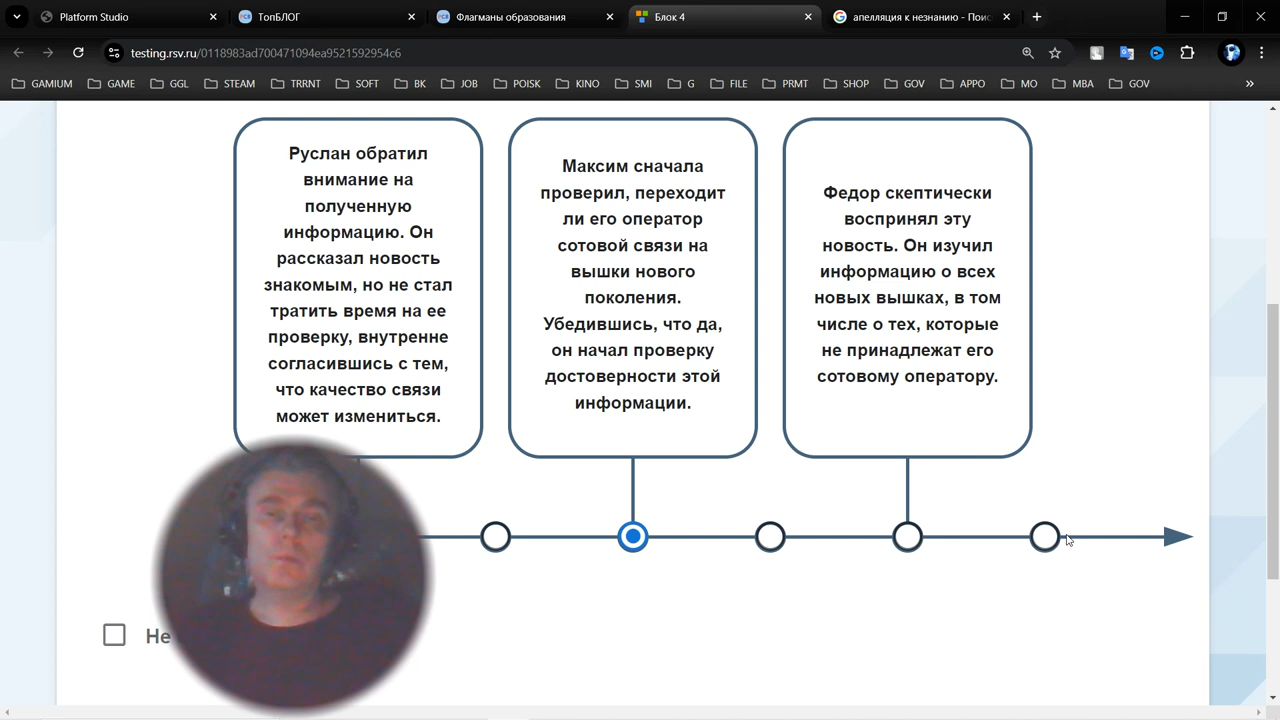 Platform Studio
ТопБЛОГ
Флагманы образования
Блок 4
апелляция к незнанию - Поис
testing.rsv.ru/0118983ad700471094ea9521592954c6
GAMIUM
GAME
GGL
STEAM
TRRNT
SOFT
BK
JOB
POISK
KINO
SMI
G
FILE
PRMT
SHOP
GOV
APPO
MO
MBA
GOV
Руслан обратил
внимание на
полученную
информацию. Он
рассказал новость
знакомым, но не стал
тратить время на ее
проверку, внутренне
согласившись с тем,
что качество связи
может измениться.
Максим сначала
проверил, переходит
ли его оператор
сотовой связи на
вышки нового
поколения.
Убедившись, что да,
он начал проверку
достоверности этой
информации.
Федор скептически
воспринял эту
новость. Он изучил
информацию о всех
новых вышках, в том
числе о тех, которые
не принадлежат его
сотовому оператору.
Не